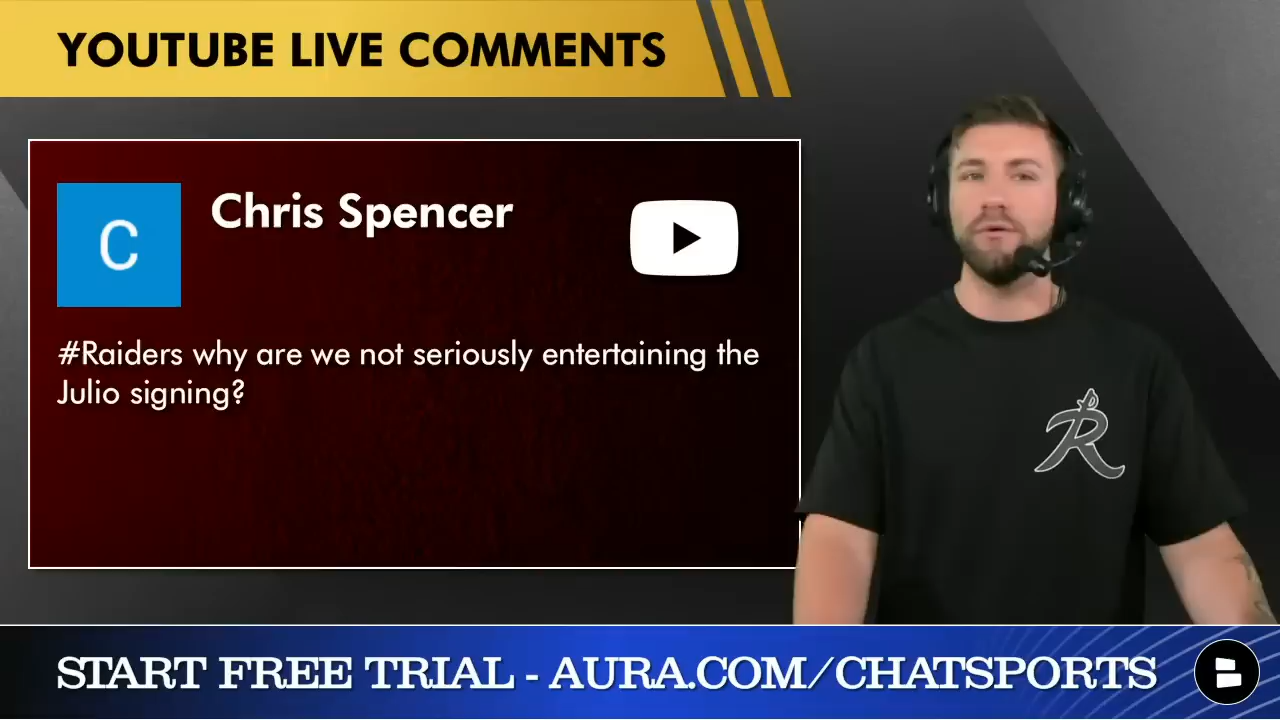 YOUTUBE LIVE COMMENTS
C
Chris Spencer
#Raiders why are we not seriously entertaining the
Julio signing?
R
START FREE TRIAL - AURA.COM/CHATSPORTS